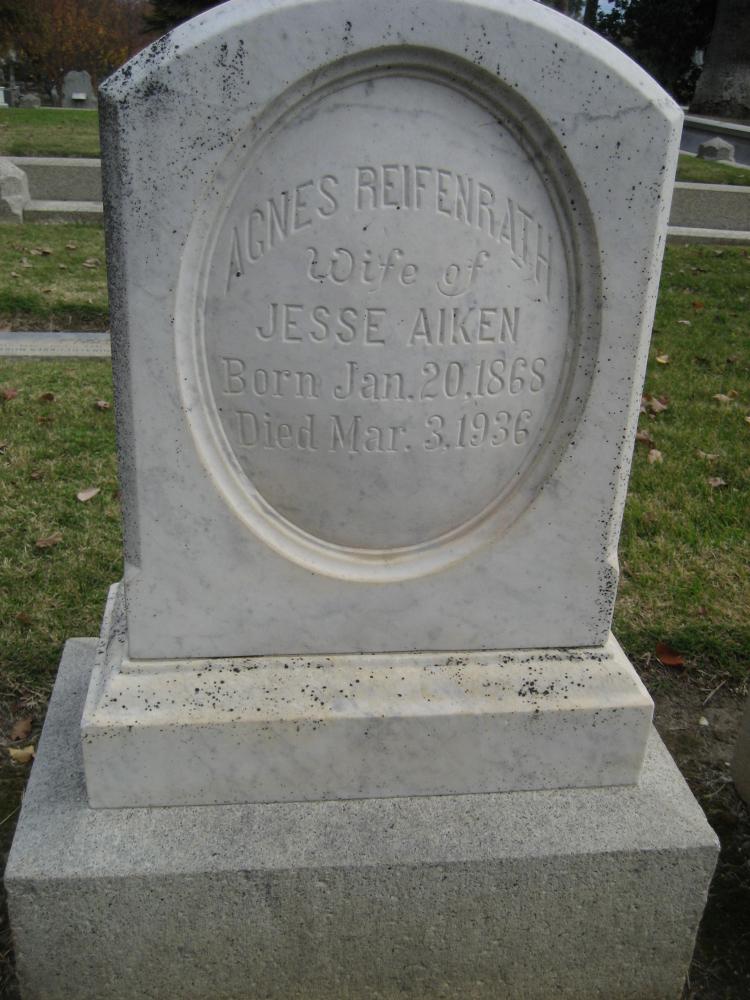 AGNES REIFENRATH
Wife of
JESSE AIKEN
Born Jan. 20, 1868
Died Mar. 3, 1936